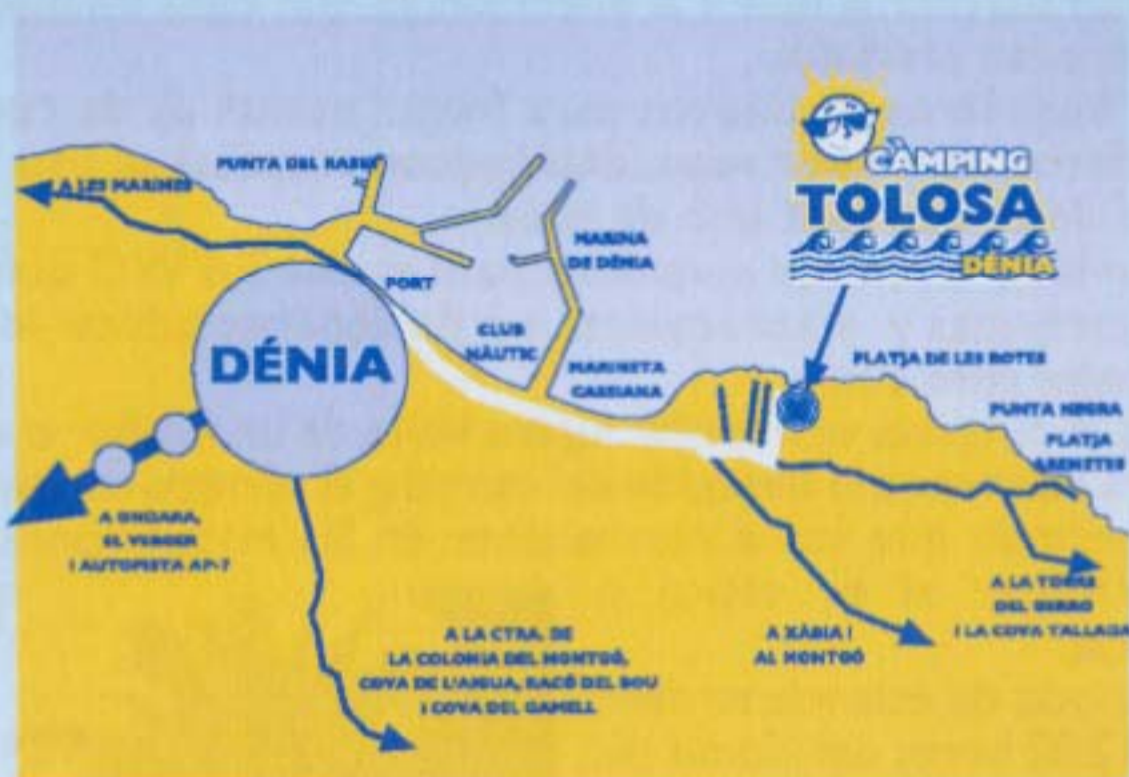 CÀMPING
TOLOSA
DÉNIA
PUNTA DEL RASET
A LES MARINES
MARINA
DE DÉNIA
PORT
CLUB
NÀUTIC
MARINETA
CASSIANA
PLATJA DE LES ROTES
PUNTA NEGRA
PLATJA
ARENETES
DÉNIA
A ONDARA,
EL VERGER
I AUTOPISTA AP-7
A LA CTRA. DE
LA COLONIA DEL MONTGÓ,
COVA DE L'AIGUA, RACÓ DEL BOU
I COVA DEL GAMELL
A XÀBIA I
AL MONTGÓ
A LA TORRE
DEL GERRO
I LA COVA TALLADA